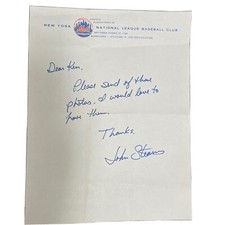 NEW YORK
NATIONAL LEAGUE BASEBALL CLUB
Dear Ken,
Please send of those
photos. I would love to
have them.
Thanks,
John Stearns